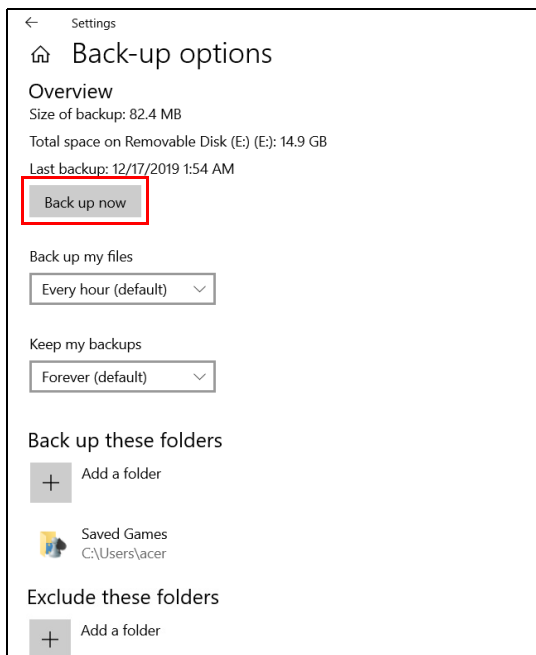 Settings
Back-up options
Overview
Size of backup: 82.4 MB
Total space on Removable Disk (E:) (E:): 14.9 GB
Last backup: 12/17/2019 1:54 AM
Back up now
Back up my files
Every hour (default)
Keep my backups
Forever (default)
Back up these folders
Add a folder
Saved Games
C:\Users\acer
Exclude these folders
Add a folder